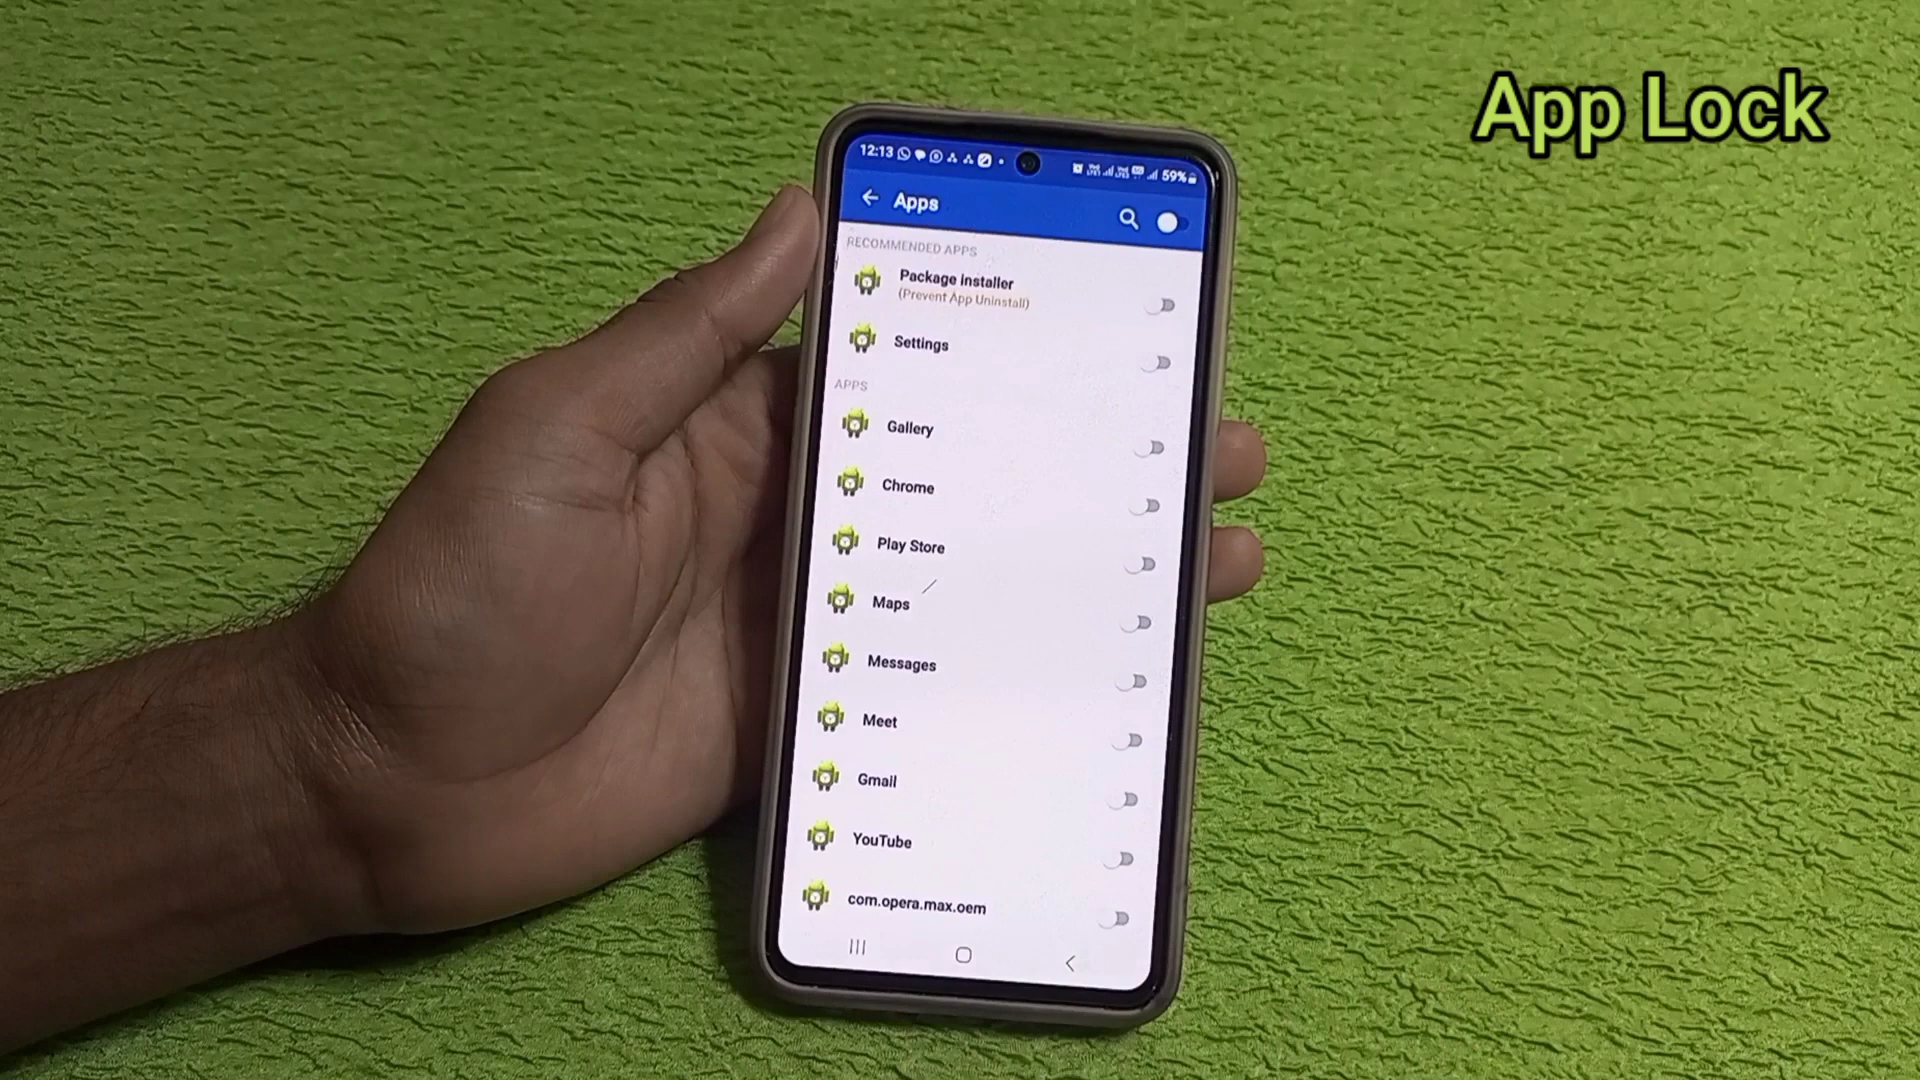 App Lock
12:13
59%
Apps
RECOMMENDED APPS
Package installer
(Prevent App Uninstall)
Settings
APPS
Gallery
Chrome
Play Store
Maps
Messages
Meet
Gmail
YouTube
com.opera.max.oem